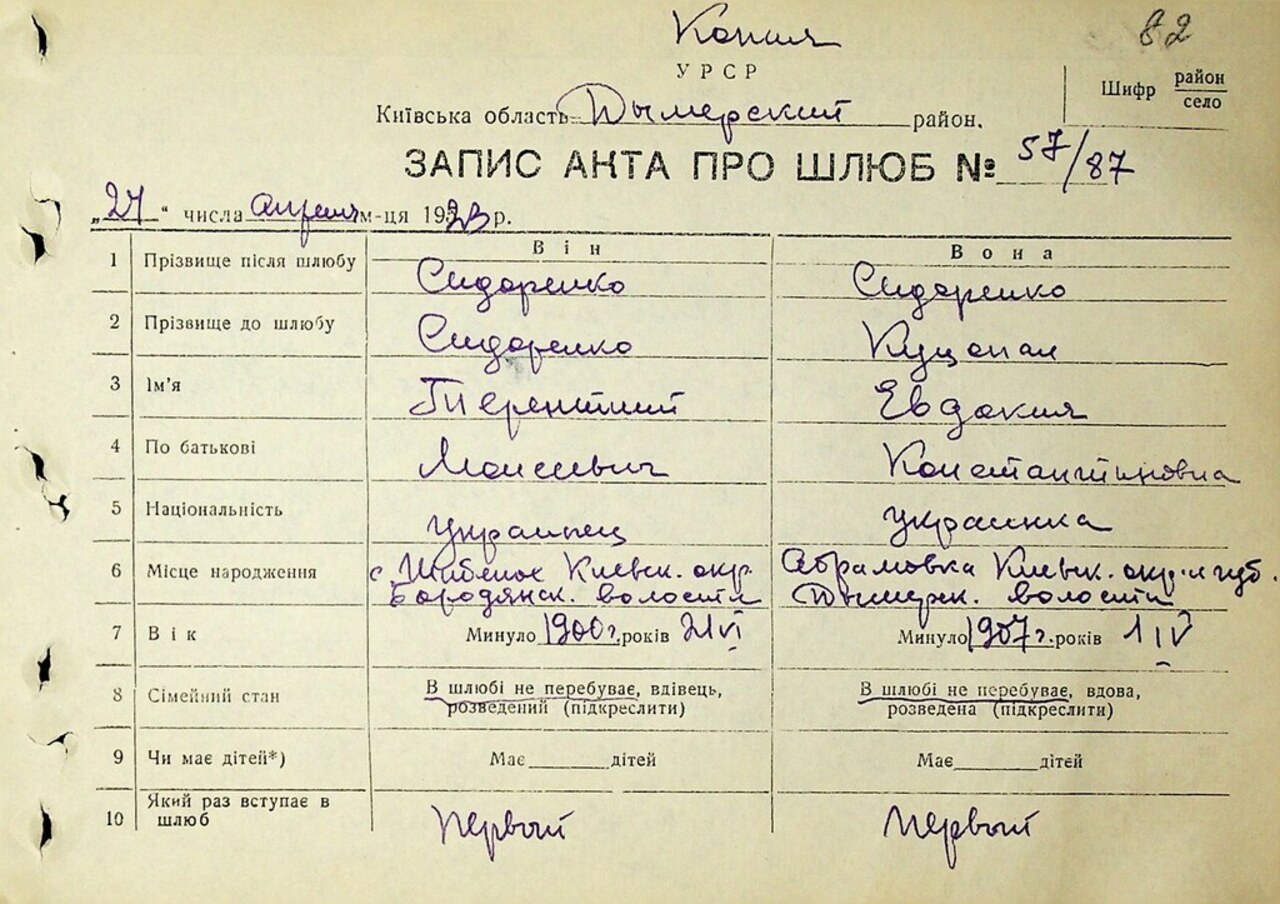 Копия
82
УРСР
Шифр район село
Київська область Дымерский район.
ЗАПИС АКТА ПРО ШЛЮБ № 57/87
„27" числа апреля м-ця 1923 р.
Він Вона
1 Прізвище після шлюбу Сидоренко Сидоренко
2 Прізвище до шлюбу Сидоренко Куцопал
3 Ім'я Терентий Евдокия
4 По батькові Моисеевич Константиновна
5 Національність украинец украинка
6 Місце народження с. Киевск. окр. Абрамовка Киевск. окр. и губ.
Бородянск. волости Дымерск. волости
7 Вік Минуло 1900 г. років 21 VI Минуло 1907 г. років 1 IV
8 Сімейний стан В шлюбі не перебуває, вдівець, В шлюбі не перебуває, вдова,
розведений (підкреслити) розведена (підкреслити)
9 Чи має дітей*) Має дітей Має дітей
10 Який раз вступає в шлюб первый первый